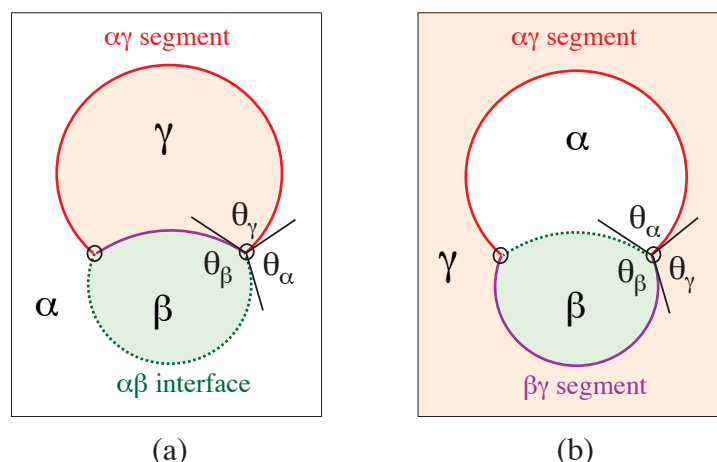 αγ segment
γ
θγ
θβ
θα
α
β
αβ interface
(a)
αγ segment
α
θα
θβ
θγ
γ
β
βγ segment
(b)